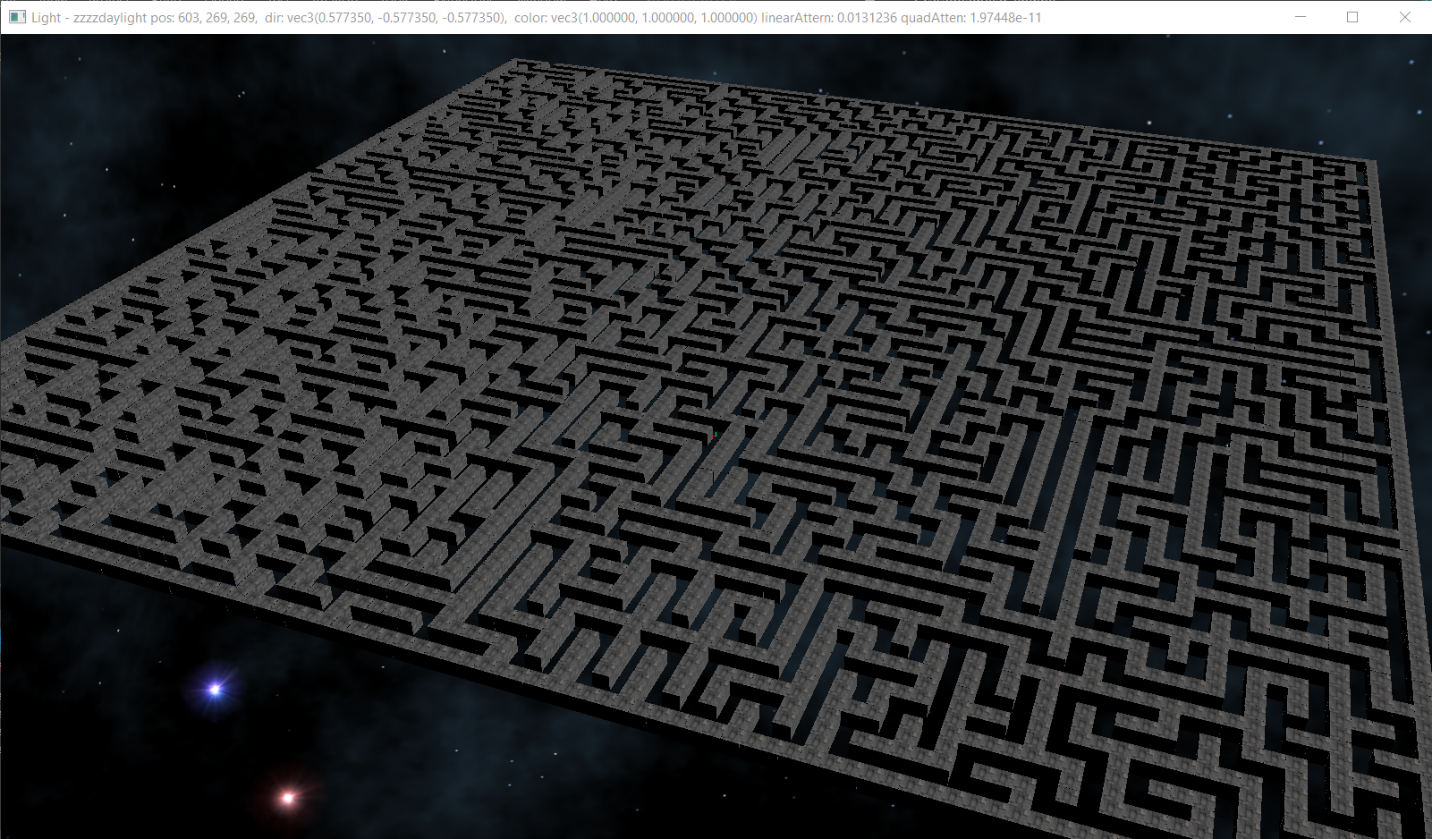 Light - zzzzdaylight pos: 603, 269, 269,  dir: vec3(0.577350, -0.577350, -0.577350),  color: vec3(1.000000, 1.000000, 1.000000) linearAttern: 0.0131236 quadAtten: 1.97448e-11